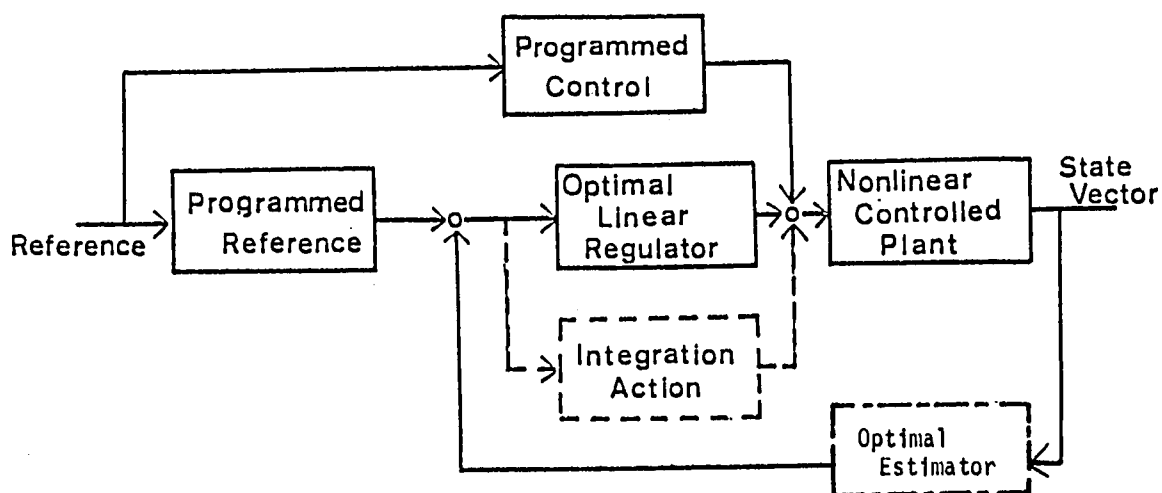 Programmed
Control
Reference
Programmed
Reference
Optimal
Linear
Regulator
Nonlinear
Controlled
Plant
State
Vector
Integration
Action
Optimal
Estimator